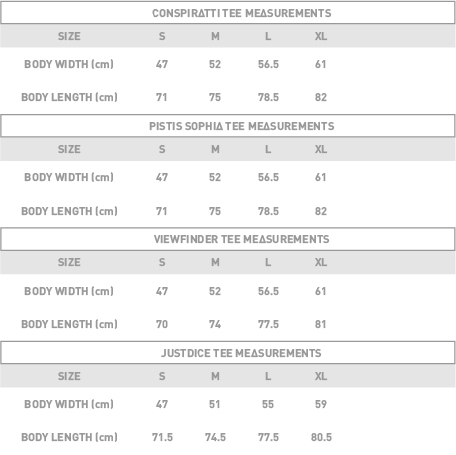 CONSPIRATTI TEE MEASUREMENTS
SIZE S M L XL
BODY WIDTH (cm) 47 52 56.5 61
BODY LENGTH (cm) 71 75 78.5 82
PISTIS SOPHIA TEE MEASUREMENTS
SIZE S M L XL
BODY WIDTH (cm) 47 52 56.5 61
BODY LENGTH (cm) 71 75 78.5 82
VIEWFINDER TEE MEASUREMENTS
SIZE S M L XL
BODY WIDTH (cm) 47 52 56.5 61
BODY LENGTH (cm) 70 74 77.5 81
JUSTDICE TEE MEASUREMENTS
SIZE S M L XL
BODY WIDTH (cm) 47 51 55 59
BODY LENGTH (cm) 71.5 74.5 77.5 80.5